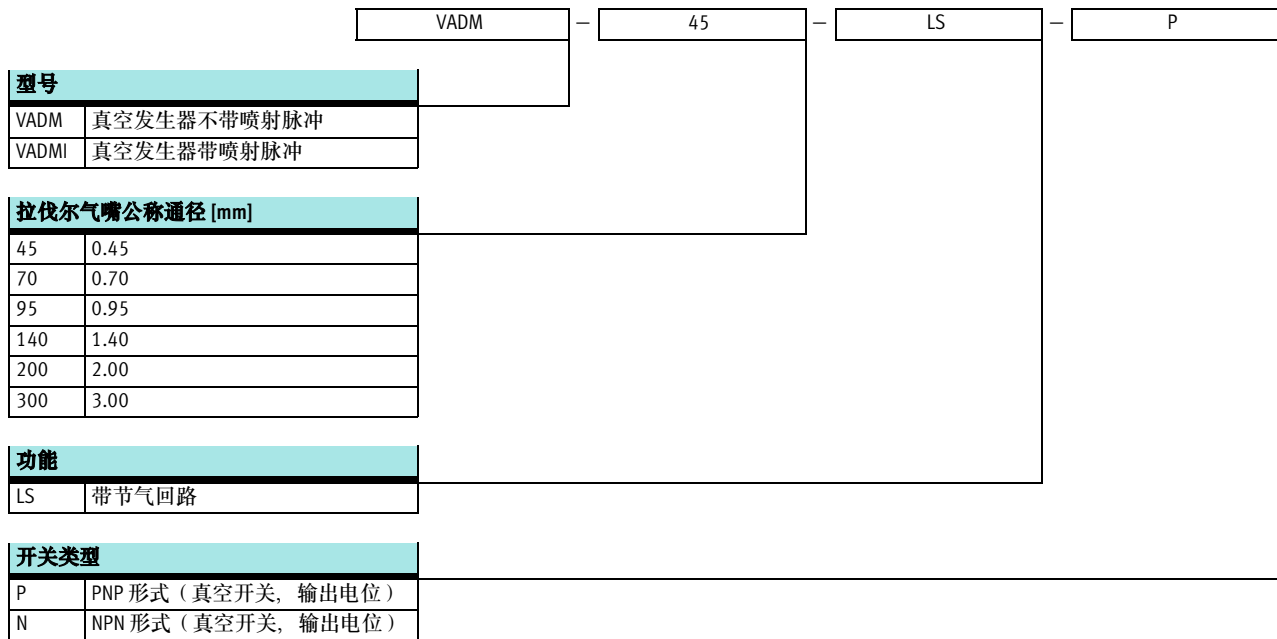 VADM – 45 – LS – P
型号
VADM 真空发生器不带喷射脉冲
VADMI 真空发生器带喷射脉冲
拉伐尔气嘴公称通径 [mm]
45 0.45
70 0.70
95 0.95
140 1.40
200 2.00
300 3.00
功能
LS 带节气回路
开关类型
P PNP 形式（真空开关，输出电位）
N NPN 形式（真空开关，输出电位）